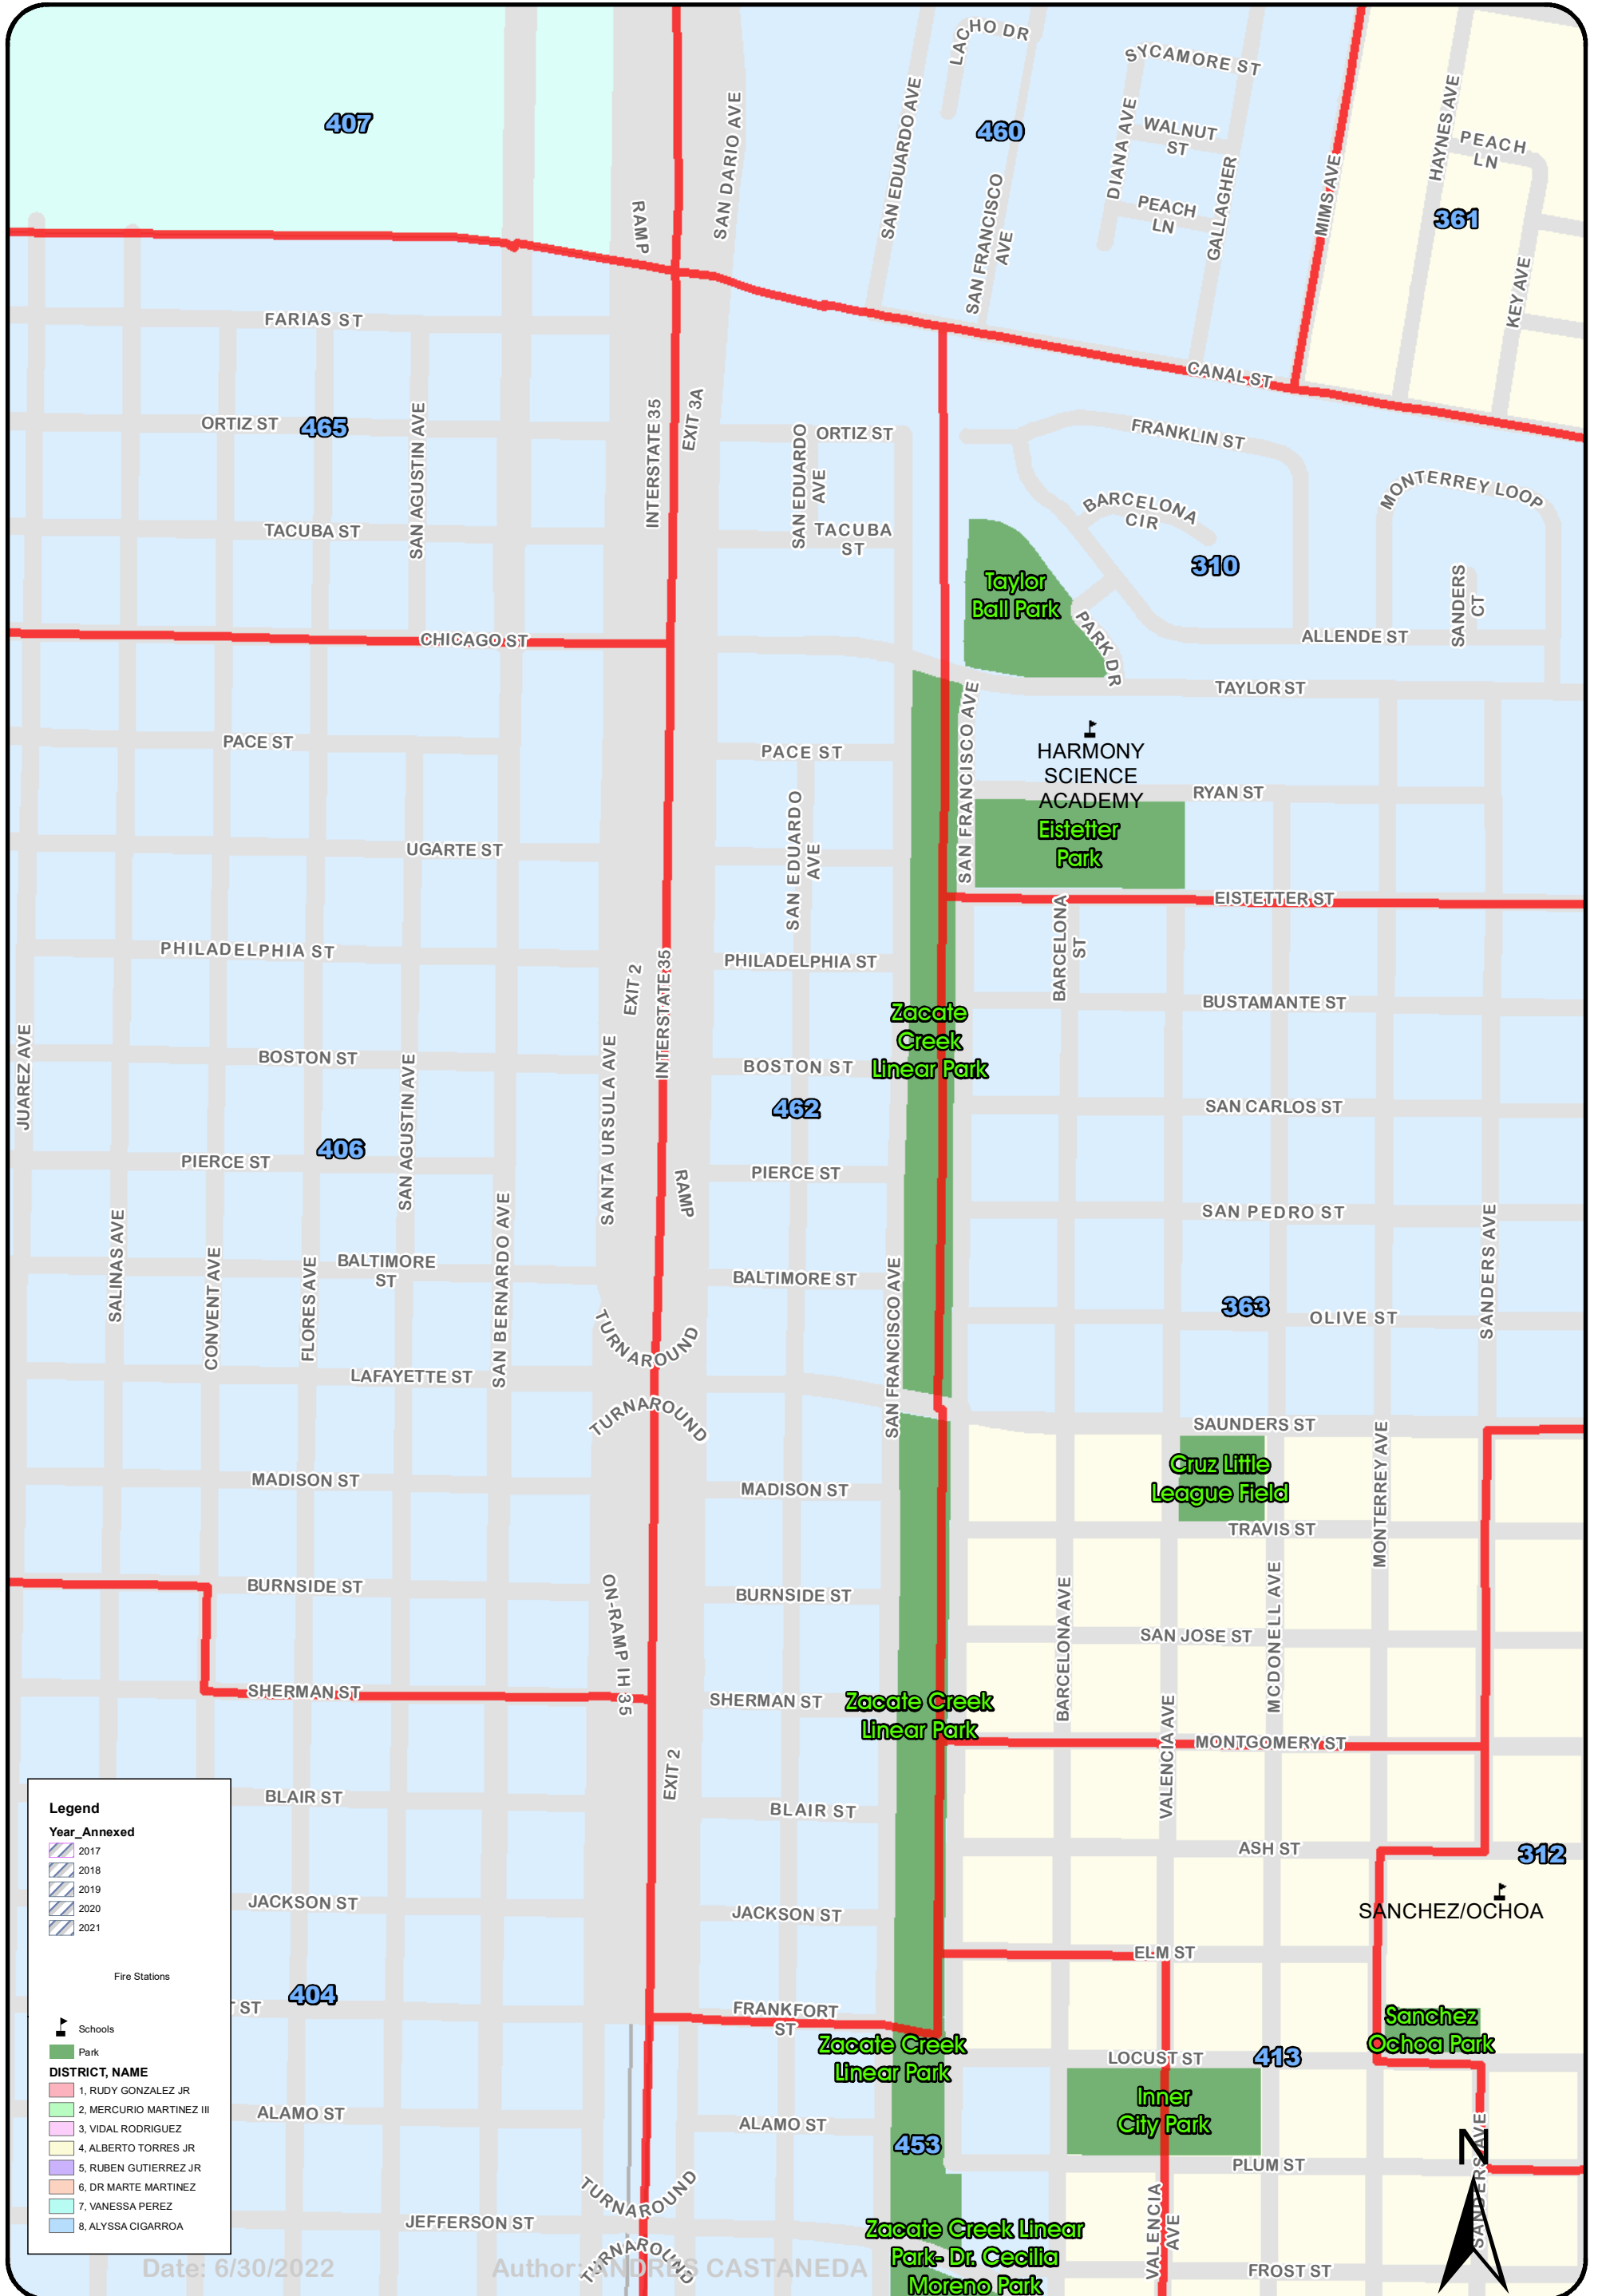 LACHO DR
SYCAMORE ST
407
460
SAN DARIO AVE
SAN EDUARDO AVE
DIANA AVE
WALNUT
ST
HAYNES AVE
PEACH
LN
MIMS AVE
RAMP
SAN FRANCISCO
AVE
PEACH
LN
GALLAGHER
361
KEY AVE
FARIAS ST
CANAL ST
INTERSTATE 35
EXIT 3A
ORTIZ ST
465
SAN AGUSTIN AVE
SAN EDUARDO
AVE
ORTIZ ST
FRANKLIN ST
MONTERREY LOOP
BARCELONA
CIR
TACUBA ST
TACUBA
ST
310
Taylor
Ball Park
SANDERS
CT
PARK DR
CHICAGO ST
ALLENDE ST
TAYLOR ST
SAN FRANCISCO AVE
PACE ST
PACE ST
HARMONY
SCIENCE
ACADEMY
RYAN ST
Eistetter
Park
UGARTE ST
SAN EDUARDO
AVE
EISTETTER ST
BARCELONA
ST
PHILADELPHIA ST
EXIT 2
INTERSTATE 35
PHILADELPHIA ST
Zacate
Creek
Linear Park
BUSTAMANTE ST
JUAREZ AVE
BOSTON ST
SAN AGUSTIN AVE
SANTA URSULA AVE
BOSTON ST
462
SAN CARLOS ST
406
PIERCE ST
RAMP
PIERCE ST
SAN PEDRO ST
SALINAS AVE
CONVENT AVE
FLORES AVE
BALTIMORE
ST
SAN BERNARDO AVE
BALTIMORE ST
SAN FRANCISCO AVE
363
OLIVE ST
SANDERS AVE
TURNAROUND
LAFAYETTE ST
TURNAROUND
SAUNDERS ST
MONTERREY AVE
Cruz Little
League Field
MADISON ST
MADISON ST
TRAVIS ST
BURNSIDE ST
ON-RAMP IH 35
BURNSIDE ST
BARCELONA AVE
SAN JOSE ST
MCDONELL AVE
SHERMAN ST
SHERMAN ST
Zacate Creek
Linear Park
VALENCIA AVE
MONTGOMERY ST
EXIT 2
BLAIR ST
BLAIR ST
ASH ST
312
JACKSON ST
JACKSON ST
SANCHEZ/OCHOA
ELM ST
404
T ST
FRANKFORT
ST
Zacate Creek
Linear Park
LOCUST ST
413
Sanchez
Ochoa Park
Inner
City Park
ALAMO ST
ALAMO ST
453
PLUM ST
SANDERS AVE
N
TURNAROUND
JEFFERSON ST
TURNAROUND
VALENCIA
AVE
Zacate Creek Linear
Park- Dr. Cecilia
Moreno Park
FROST ST
Legend
Year_Annexed
2017
2018
2019
2020
2021
Fire Stations
Schools
Park
DISTRICT, NAME
1, RUDY GONZALEZ JR
2, MERCURIO MARTINEZ III
3, VIDAL RODRIGUEZ
4, ALBERTO TORRES JR
5, RUBEN GUTIERREZ JR
6, DR MARTE MARTINEZ
7, VANESSA PEREZ
8, ALYSSA CIGARROA
Date: 6/30/2022
Author: ANDRES CASTANEDA